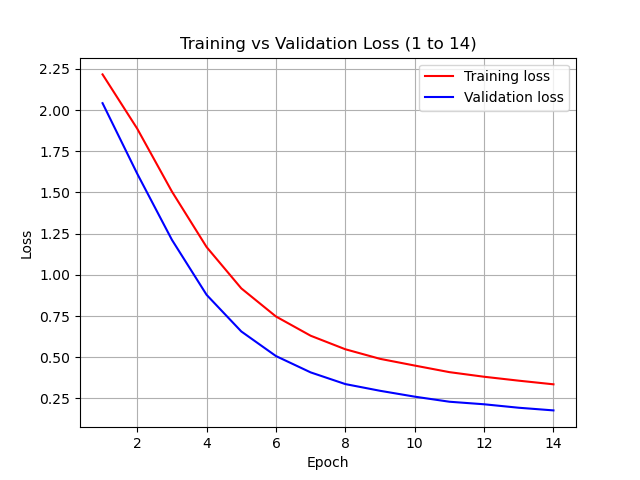 Training vs Validation Loss (1 to 14)
Training loss
Validation loss
2.25
2.00
1.75
1.50
1.25
1.00
0.75
0.50
0.25
Loss
2 4 6 8 10 12 14
Epoch